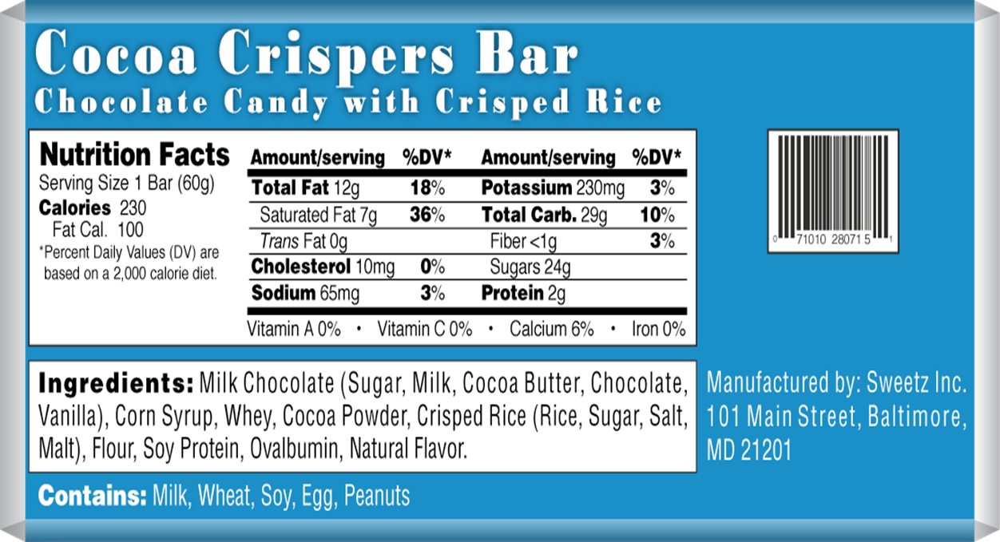 Cocoa Crispers Bar
Chocolate Candy with Crisped Rice
Nutrition Facts
Serving Size 1 Bar (60g)
Calories 230
Fat Cal. 100
*Percent Daily Values (DV) are
based on a 2,000 calorie diet.
Amount/serving %DV* Amount/serving %DV*
Total Fat 12g 18% Potassium 230mg 3%
Saturated Fat 7g 36% Total Carb. 29g 10%
Trans Fat 0g Fiber <1g 3%
Cholesterol 10mg 0% Sugars 24g
Sodium 65mg 3% Protein 2g
Vitamin A 0% • Vitamin C 0% • Calcium 6% • Iron 0%
0 71010 28071 5 1
Ingredients: Milk Chocolate (Sugar, Milk, Cocoa Butter, Chocolate,
Vanilla), Corn Syrup, Whey, Cocoa Powder, Crisped Rice (Rice, Sugar, Salt,
Malt), Flour, Soy Protein, Ovalbumin, Natural Flavor.
Manufactured by: Sweetz Inc.
101 Main Street, Baltimore,
MD 21201
Contains: Milk, Wheat, Soy, Egg, Peanuts